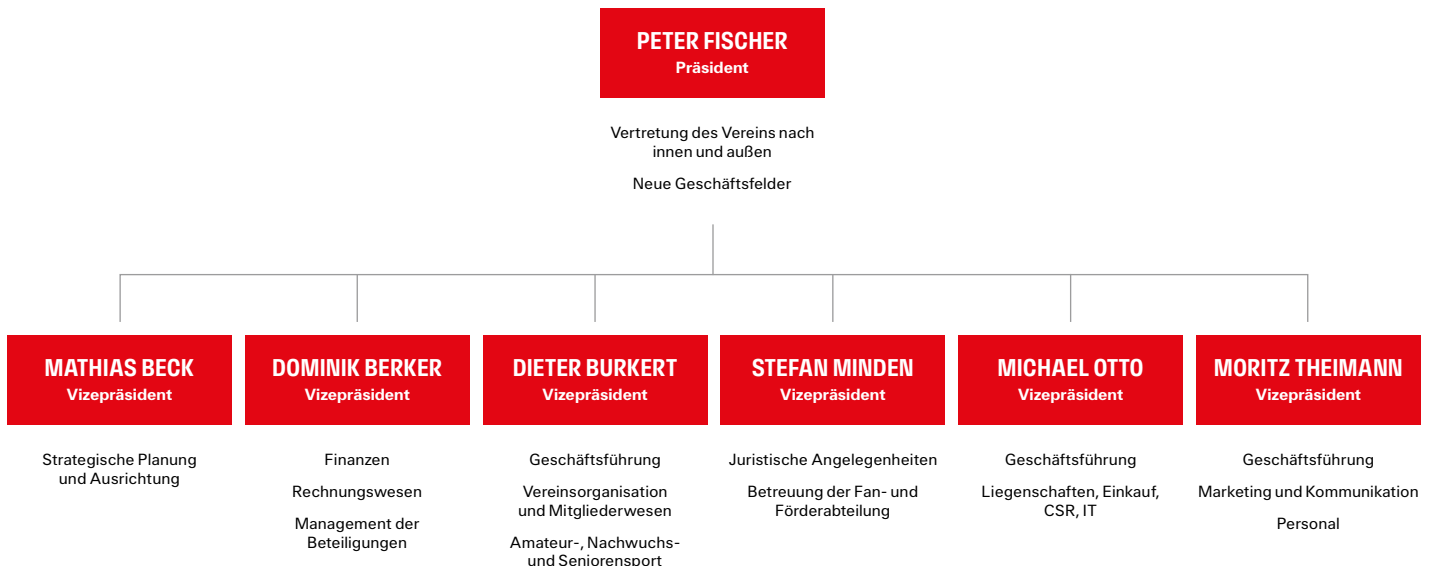 PETER FISCHER
Präsident
Vertretung des Vereins nach
innen und außen
Neue Geschäftsfelder
MATHIAS BECK
Vizepräsident
Strategische Planung
und Ausrichtung
DOMINIK BERKER
Vizepräsident
Finanzen
Rechnungswesen
Management der
Beteiligungen
DIETER BURKERT
Vizepräsident
Geschäftsführung
Vereinsorganisation
und Mitgliederwesen
Amateur-, Nachwuchs-
und Seniorensport
STEFAN MINDEN
Vizepräsident
Juristische Angelegenheiten
Betreuung der Fan- und
Förderabteilung
MICHAEL OTTO
Vizepräsident
Geschäftsführung
Liegenschaften, Einkauf,
CSR, IT
MORITZ THEIMANN
Vizepräsident
Geschäftsführung
Marketing und Kommunikation
Personal